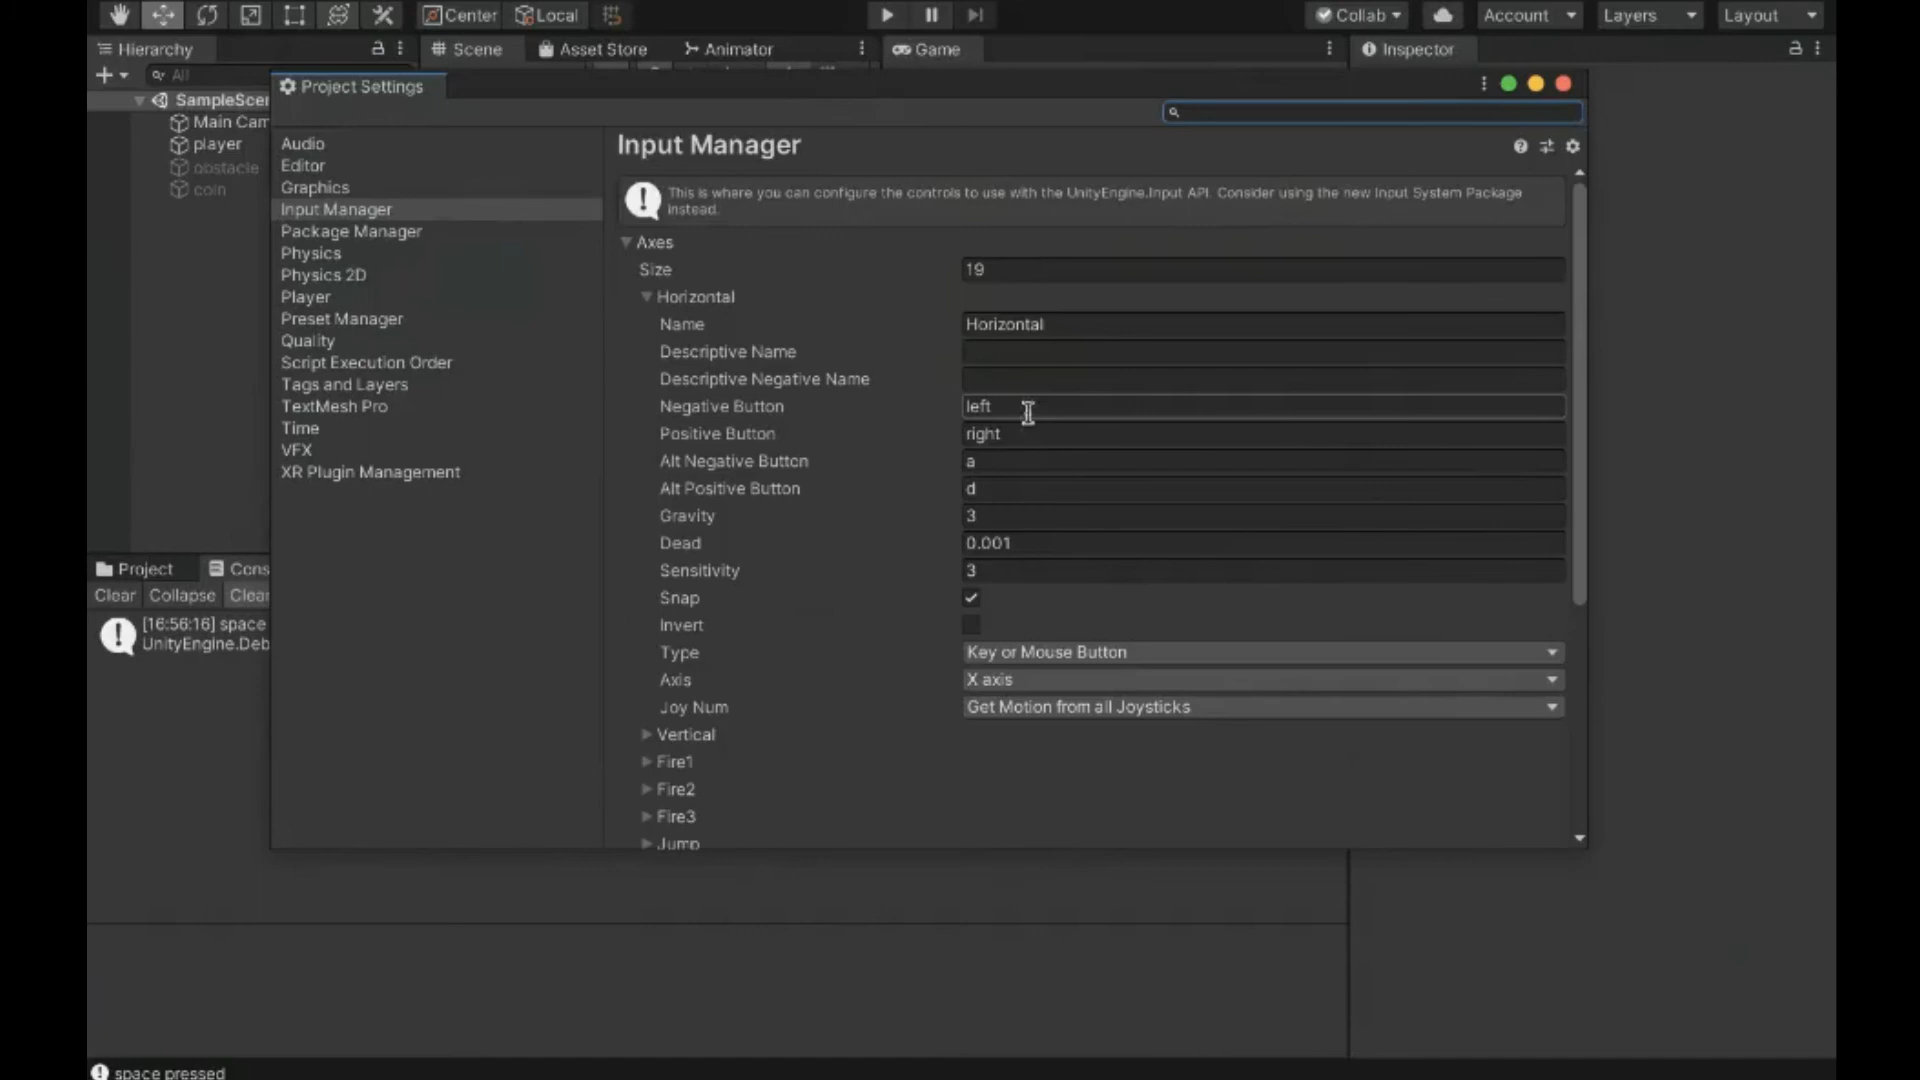 Center Local Collab Account Layers Layout
Hierarchy Scene Asset Store Animator Game Inspector
All
Project Settings
SampleScen
Main Cam
player
obstacle
coin
Audio
Editor
Graphics
Input Manager
Package Manager
Physics
Physics 2D
Player
Preset Manager
Quality
Script Execution Order
Tags and Layers
TextMesh Pro
Time
VFX
XR Plugin Management
Input Manager
This is where you can configure the controls to use with the UnityEngine.Input API. Consider using the new Input System Package
instead.
Axes
Size 19
Horizontal
Name Horizontal
Descriptive Name
Descriptive Negative Name
Negative Button left
Positive Button right
Alt Negative Button a
Alt Positive Button d
Gravity 3
Dead 0.001
Sensitivity 3
Snap
Invert
Type Key or Mouse Button
Axis X axis
Joy Num Get Motion from all Joysticks
Vertical
Fire1
Fire2
Fire3
Jump
Project Cons
Clear Collapse Clear
[16:56:16] space
UnityEngine.Deb
space pressed